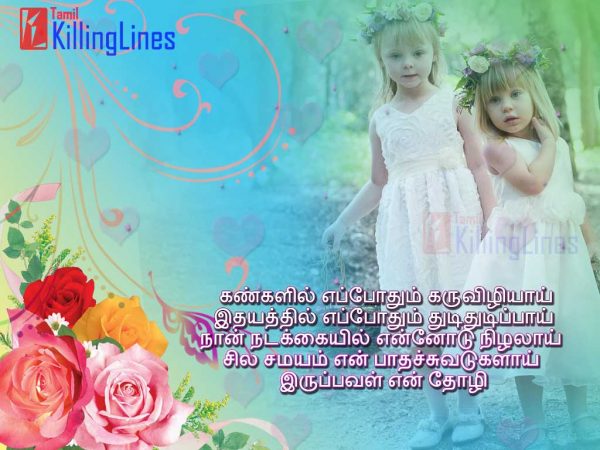 Tamil
KillingLines
Tamil
KillingLines
கண்களில் எப்போதும் கருவிழியாய்
இதயத்தில் எப்போதும் துடிதுடிப்பாய்
நான் நடக்கையில் என்னோடு நிழலாய்
சில சமயும் என் பாதச்சுவடுகளாய்
இருப்பவள் என் தோழி